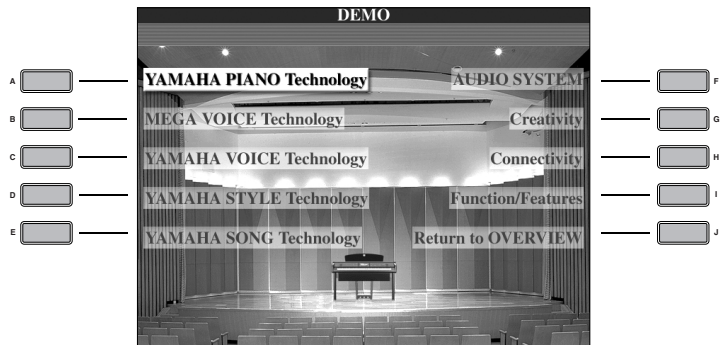 DEMO
A YAMAHA PIANO Technology AUDIO SYSTEM F
B MEGA VOICE Technology Creativity G
C YAMAHA VOICE Technology Connectivity H
D YAMAHA STYLE Technology Function/Features I
E YAMAHA SONG Technology Return to OVERVIEW J